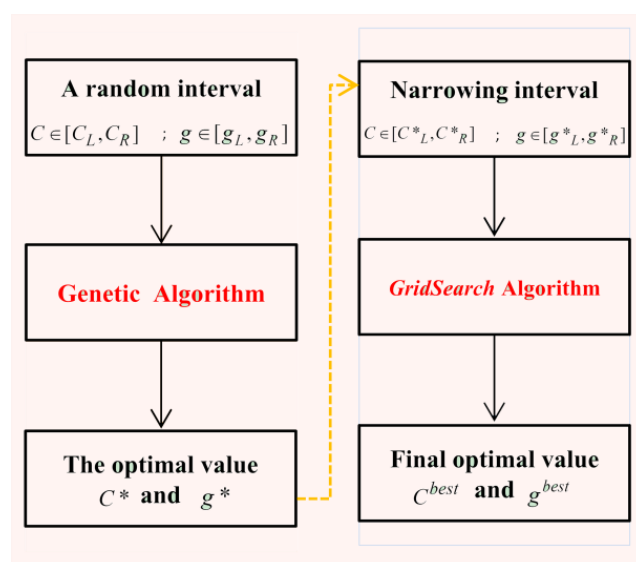 A random interval
C∈[C_L,C_R] ; g∈[g_L,g_R]
Genetic Algorithm
The optimal value
C* and g*
Narrowing interval
C∈[C*_L,C*_R] ; g∈[g*_L,g*_R]
GridSearch Algorithm
Final optimal value
C^best and g^best